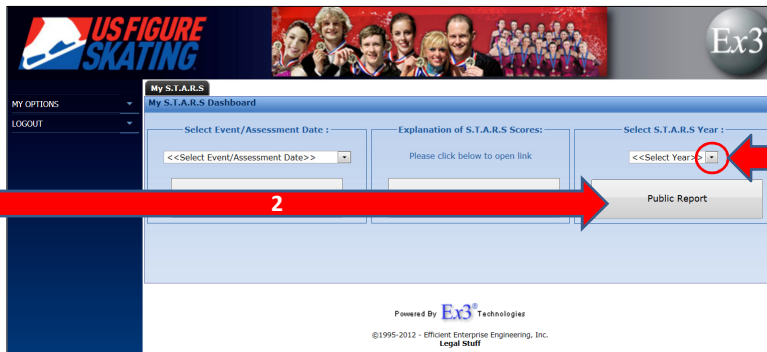 US FIGURE
SKATING
Ex3®
My S.T.A.R.S
MY OPTIONS
My S.T.A.R.S Dashboard
LOGOUT
Select Event/Assessment Date :
Explanation of S.T.A.R.S Scores:
Select S.T.A.R.S Year :
<<Select Event/Assessment Date>>
Please click below to open link
<<Select Year>>
2
Public Report
Powered By Ex3® Technologies
©1995-2012 - Efficient Enterprise Engineering, Inc.
Legal Stuff